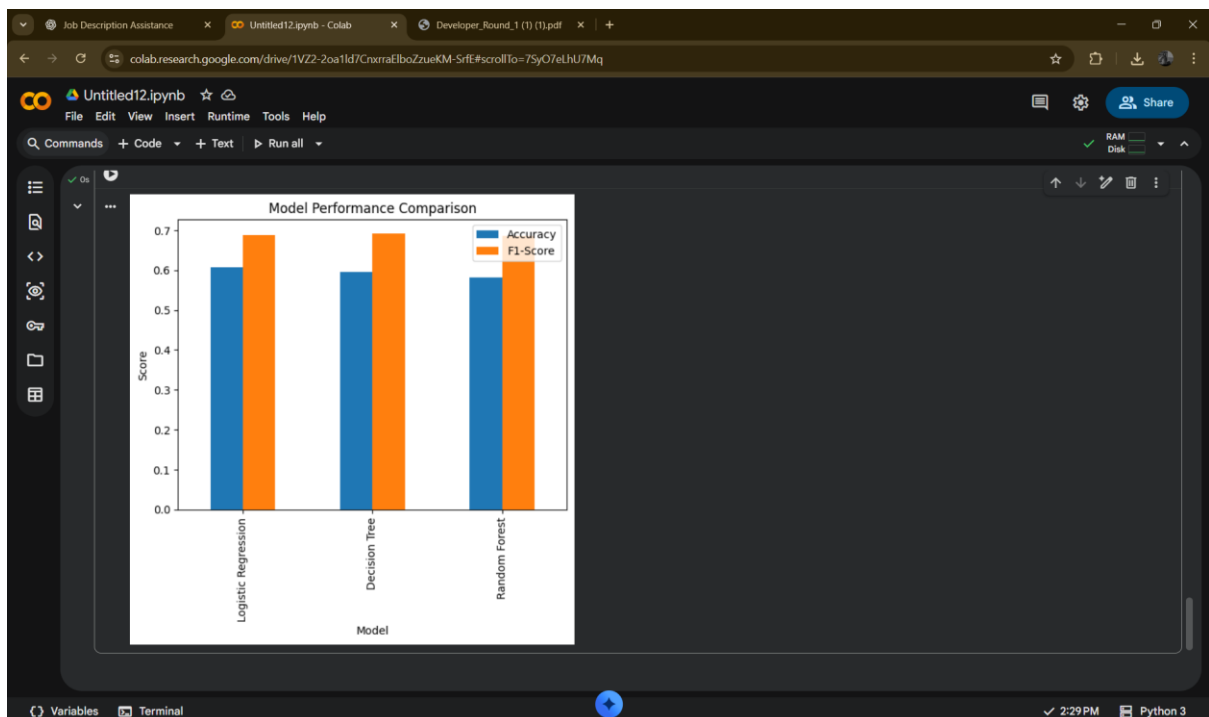 Job Description Assistance
Untitled12.ipynb - Colab
Developer_Round_1 (1) (1).pdf
colab.research.google.com/drive/1VZ2-2oa1ld7CnxrraElboZzueKM-SrfE#scrollTo=7SyO7eLhU7Mq
Untitled12.ipynb
Share
File Edit View Insert Runtime Tools Help
Commands + Code + Text Run all
RAM
Disk
0s
Model Performance Comparison
Accuracy
F1-Score
0.7
0.6
0.5
0.4
0.3
0.2
0.1
0.0
Score
Logistic Regression
Decision Tree
Random Forest
Model
Variables Terminal
2:29 PM Python 3